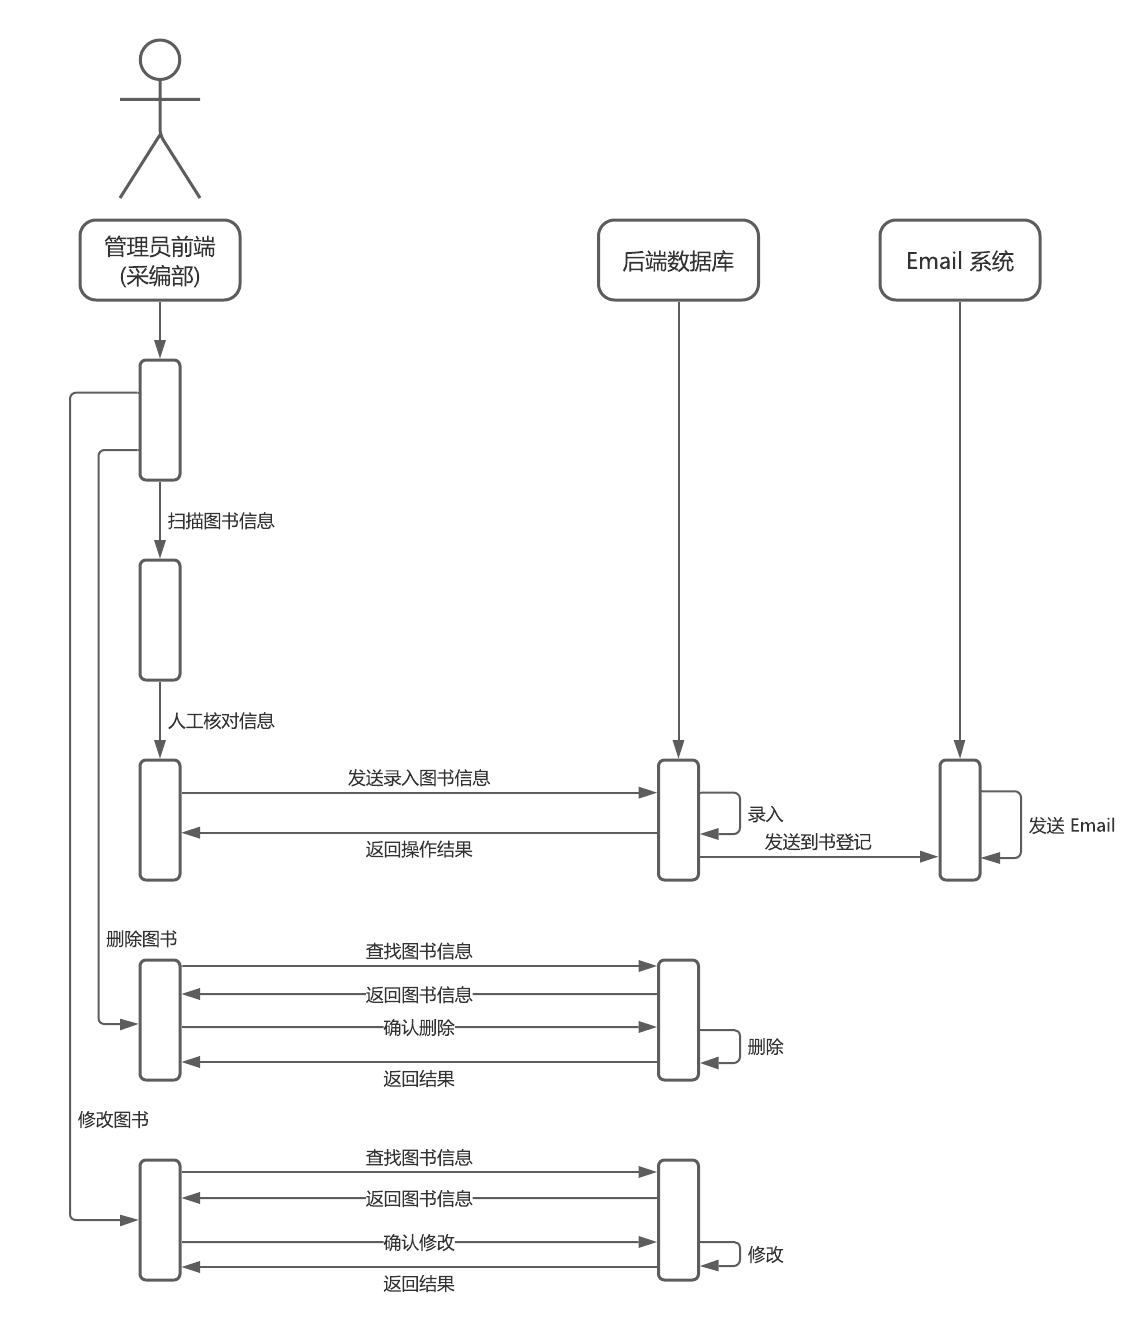 管理员前端
(采编部)
后端数据库
Email 系统
扫描图书信息
人工核对信息
发送录入图书信息
录入
发送 Email
发送到书登记
返回操作结果
删除图书
查找图书信息
返回图书信息
确认删除
删除
返回结果
修改图书
查找图书信息
返回图书信息
确认修改
修改
返回结果